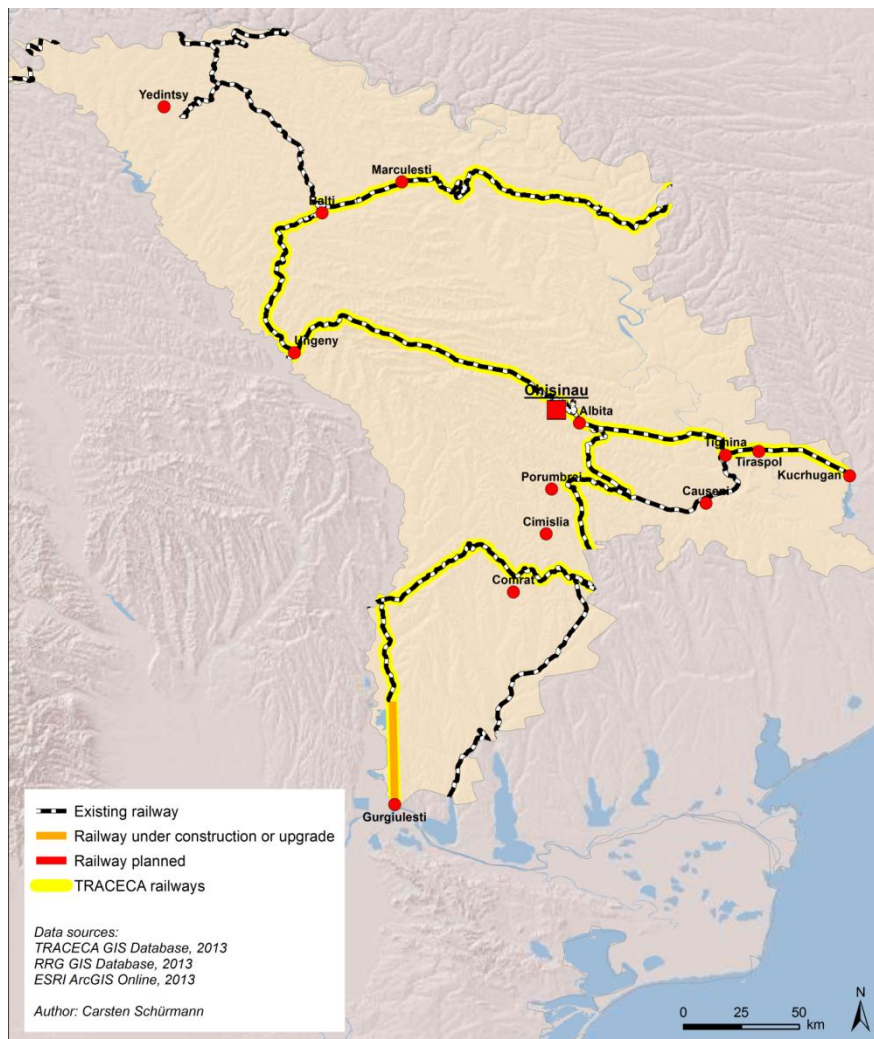 Yedintsy
Marculesti
Balti
Ungeny
Chisinau
Albita
Tighina
Tiraspol
Kucrhugan
Porumbrei
Causeni
Cimislia
Comrat
Gurgiulesti
Existing railway
Railway under construction or upgrade
Railway planned
TRACECA railways
Data sources:
TRACECA GIS Database, 2013
RRG GIS Database, 2013
ESRI ArcGIS Online, 2013
Author: Carsten Schürmann
N
0 25 50
km